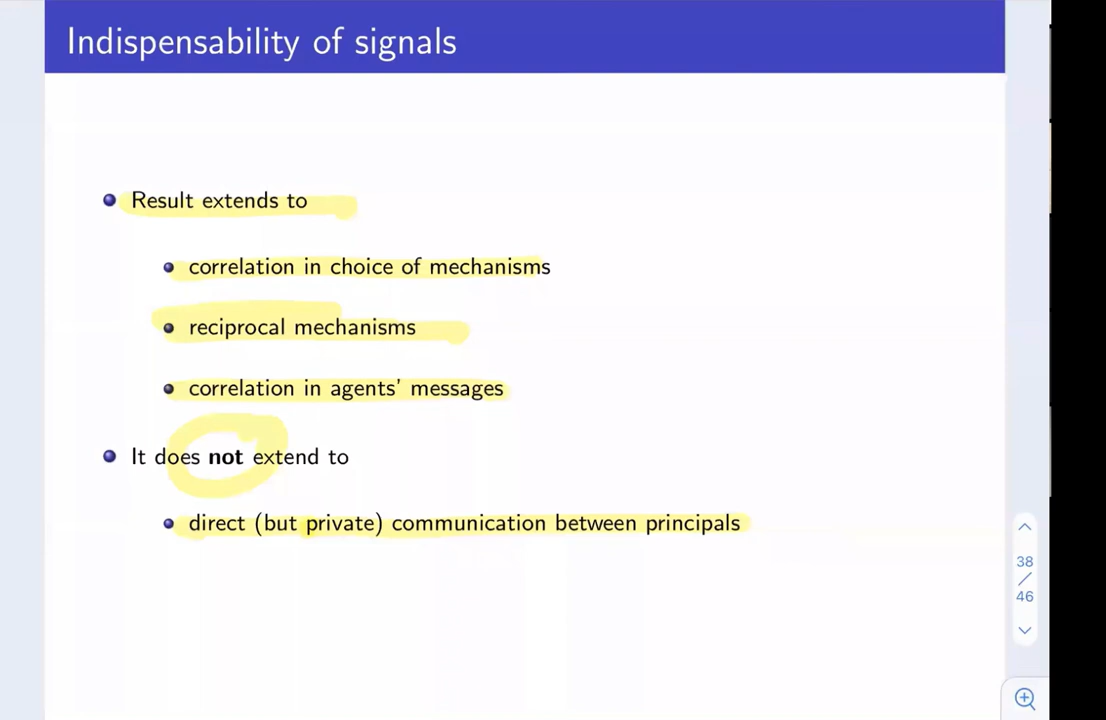 Indispensability of signals
Result extends to
correlation in choice of mechanisms
reciprocal mechanisms
correlation in agents' messages
It does not extend to
direct (but private) communication between principals
38
/
46